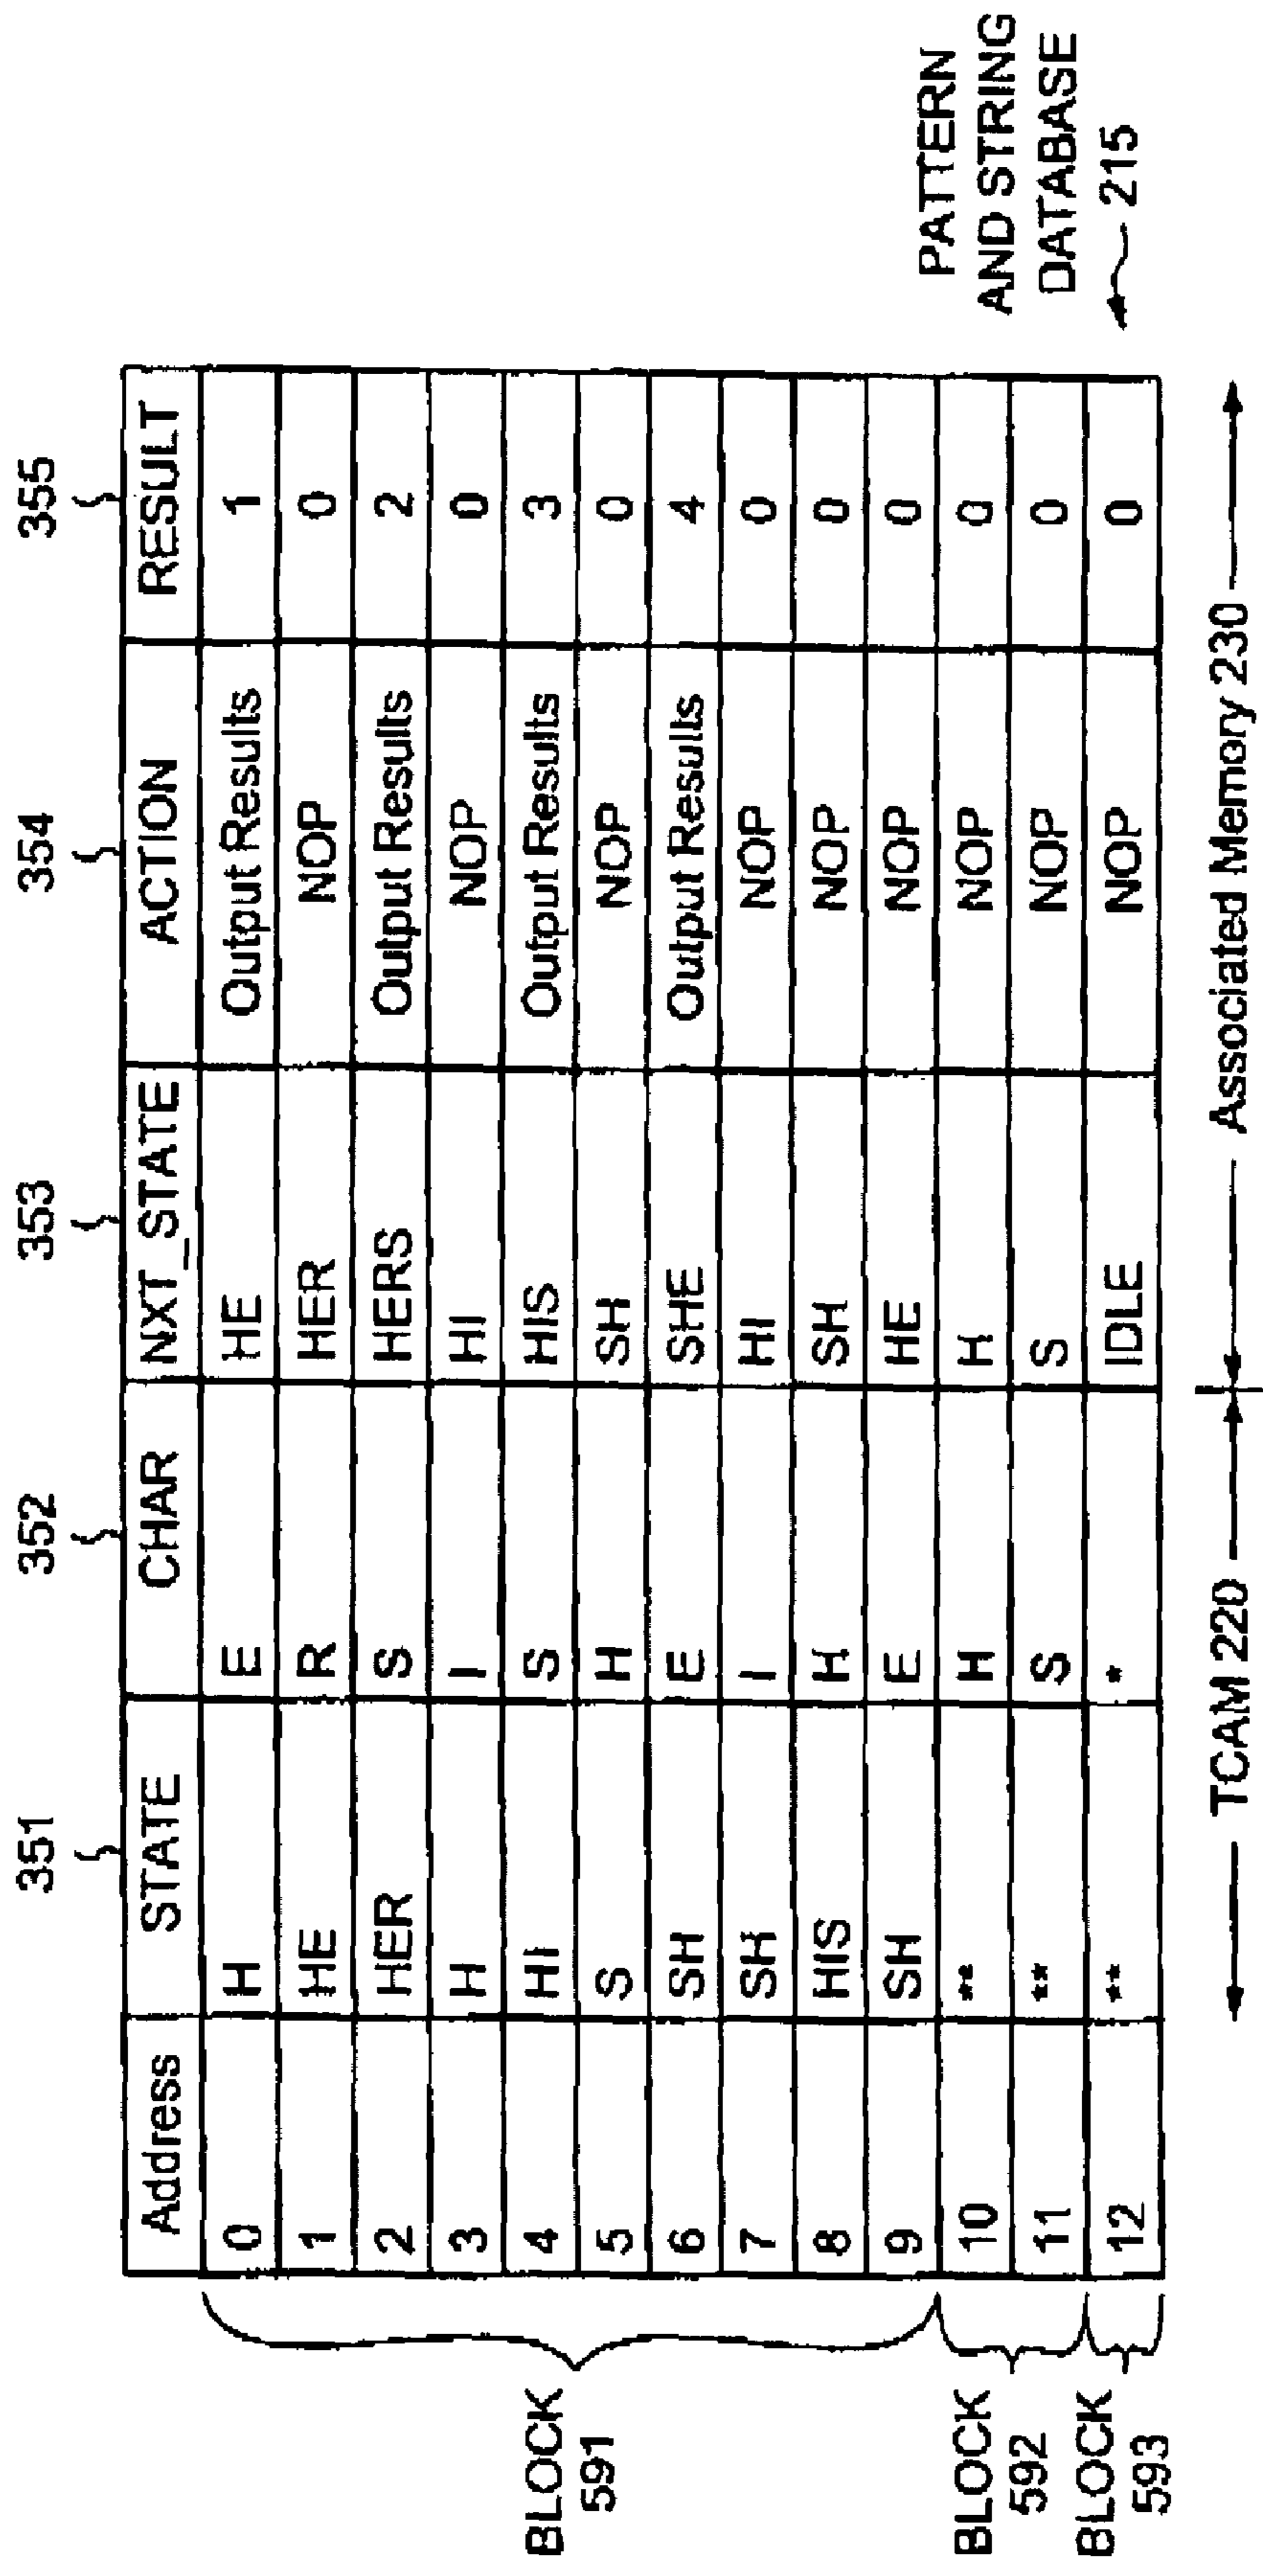 351 352 353 354 355
Address STATE CHAR NXT_STATE ACTION RESULT
0 H E HE Output Results 1
1 HE R HER NOP 0
2 HER S HERS Output Results 2
3 H I HI NOP 0
4 HI S HIS Output Results 3
5 S H SH NOP 0
6 SH E SHE Output Results 4
7 SH I HI NOP 0
8 HIS H SH NOP 0
9 SH E HE NOP 0
10 ** H H NOP 0
11 ** S S NOP 0
12 ** * IDLE NOP 0
BLOCK
591
BLOCK
592
BLOCK
593
TCAM 220
Associated Memory 230
PATTERN
AND STRING
DATABASE
215